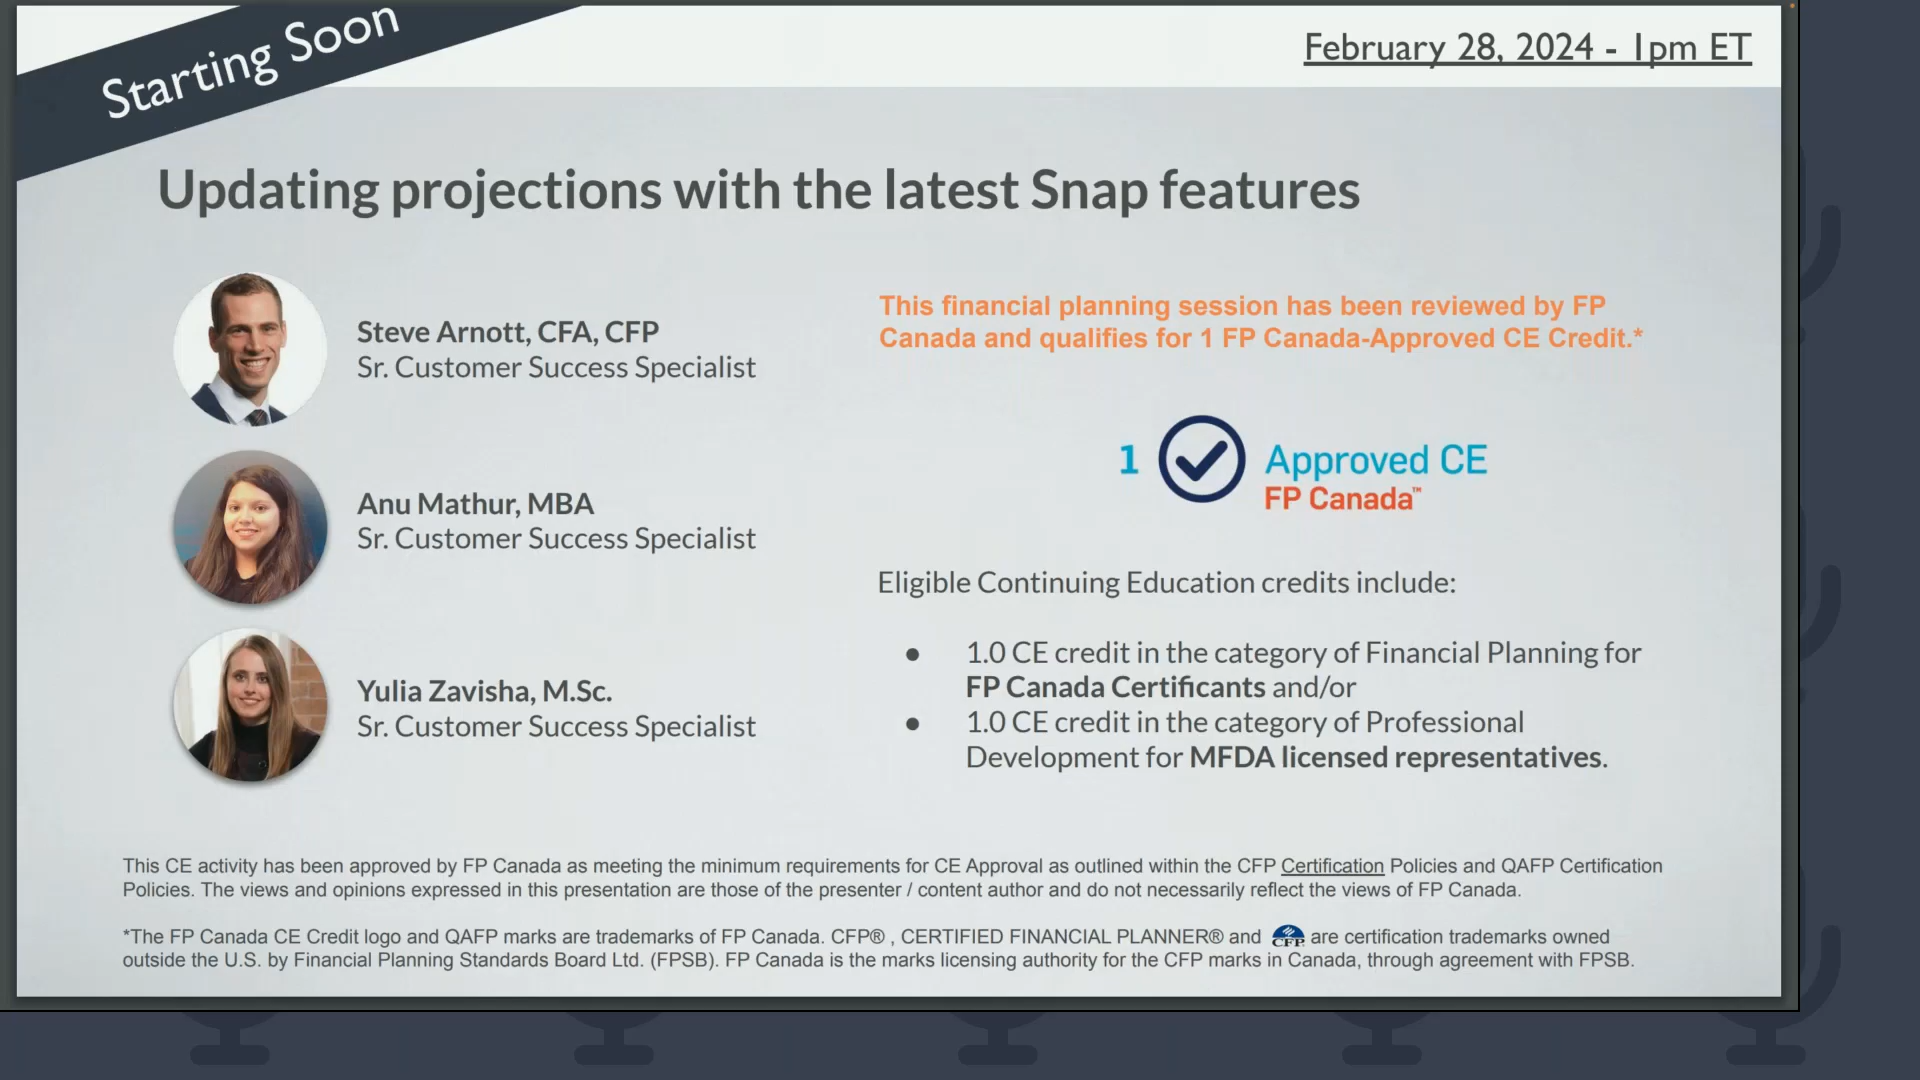 Starting Soon
February 28, 2024 - 1pm ET
Updating projections with the latest Snap features
Steve Arnott, CFA, CFP
Sr. Customer Success Specialist
Anu Mathur, MBA
Sr. Customer Success Specialist
Yulia Zavisha, M.Sc.
Sr. Customer Success Specialist
This financial planning session has been reviewed by FP
Canada and qualifies for 1 FP Canada-Approved CE Credit.*
1 Approved CE
FP Canada™
Eligible Continuing Education credits include:
● 1.0 CE credit in the category of Financial Planning for
FP Canada Certificants and/or
● 1.0 CE credit in the category of Professional
Development for MFDA licensed representatives.
This CE activity has been approved by FP Canada as meeting the minimum requirements for CE Approval as outlined within the CFP Certification Policies and QAFP Certification
Policies. The views and opinions expressed in this presentation are those of the presenter / content author and do not necessarily reflect the views of FP Canada.
*The FP Canada CE Credit logo and QAFP marks are trademarks of FP Canada. CFP® , CERTIFIED FINANCIAL PLANNER® and CFP are certification trademarks owned
outside the U.S. by Financial Planning Standards Board Ltd. (FPSB). FP Canada is the marks licensing authority for the CFP marks in Canada, through agreement with FPSB.